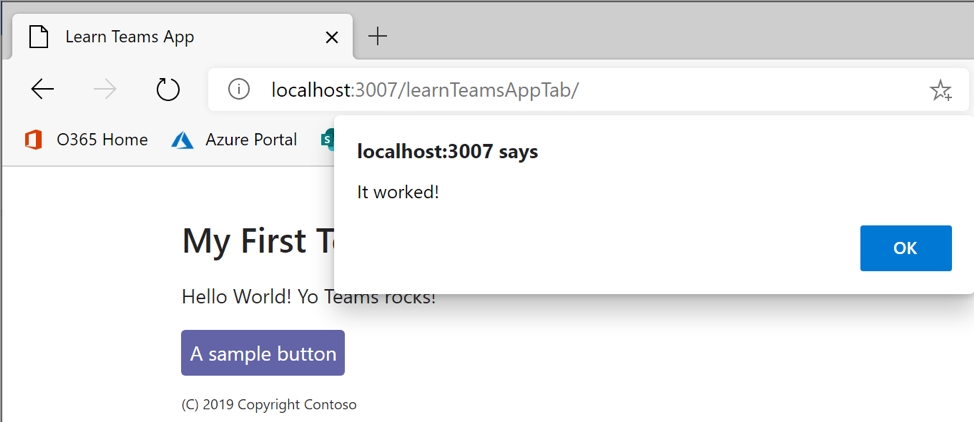 Learn Teams App
localhost:3007/learnTeamsAppTab/
O365 Home Azure Portal
localhost:3007 says
It worked!
OK
My First
Hello World! Yo Teams rocks!
A sample button
(C) 2019 Copyright Contoso